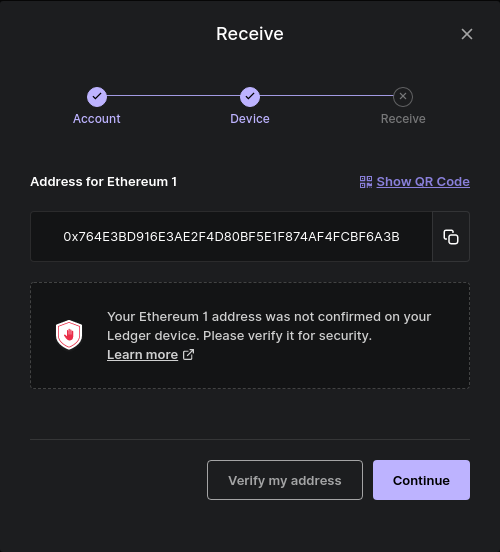 Receive
Account
Device
Receive
Address for Ethereum 1
Show QR Code
0x764E3BD916E3AE2F4D80BF5E1F874AF4FCBF6A3B
Your Ethereum 1 address was not confirmed on your
Ledger device. Please verify it for security.
Learn more
Verify my address
Continue